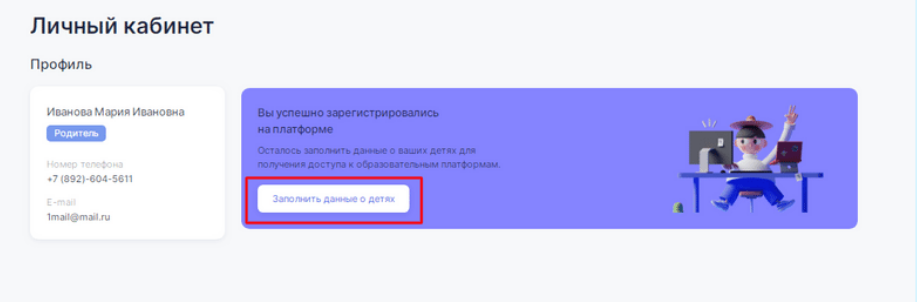 Личный кабинет
Профиль
Иванова Мария Ивановна
Родитель
Номер телефона
+7 (892)-604-5611
E-mail
1mail@mail.ru
Вы успешно зарегистрировались
на платформе
Осталось заполнить данные о ваших детях для
получения доступа к образовательным платформам.
Заполнить данные о детях